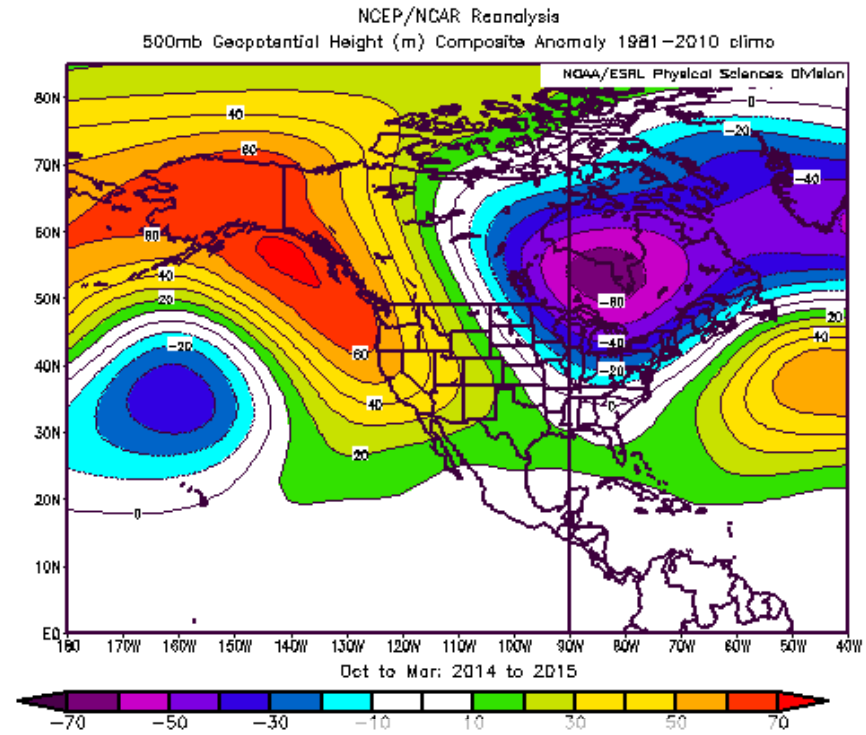 NCEP/NCAR Reanalysis
500mb Geopotential Height (m) Composite Anomaly 1981−2010 climo
NOAA/ESRL Physical Sciences Division
80N
0
40
−20
60
70N
−40
60N
60
40
50N
20
−60
20
−20
−40
40
40N
60
−20
40
0
30N
20
20N
0
10N
EQ
180 170W 160W 150W 140W 130W 120W 110W 100W 90W 80W 70W 60W 50W 40W
Oct to Mar: 2014 to 2015
−70 −50 −30 −10 10 30 50 70